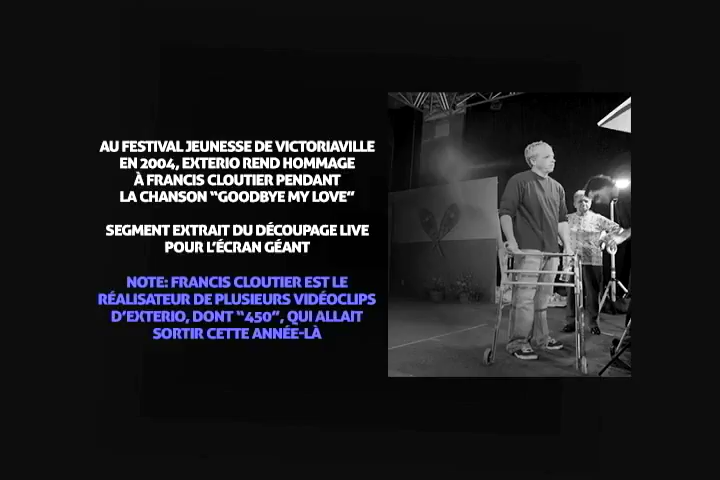 AU FESTIVAL JEUNESSE DE VICTORIAVILLE
EN 2004, EXTERIO REND HOMMAGE
À FRANCIS CLOUTIER PENDANT
LA CHANSON “GOODBYE MY LOVE”
SEGMENT EXTRAIT DU DÉCOUPAGE LIVE
POUR L’ÉCRAN GÉANT
NOTE: FRANCIS CLOUTIER EST LE
RÉALISATEUR DE PLUSIEURS VIDÉOCLIPS
D’EXTERIO, DONT “450”, QUI ALLAIT
SORTIR CETTE ANNÉE-LÀ